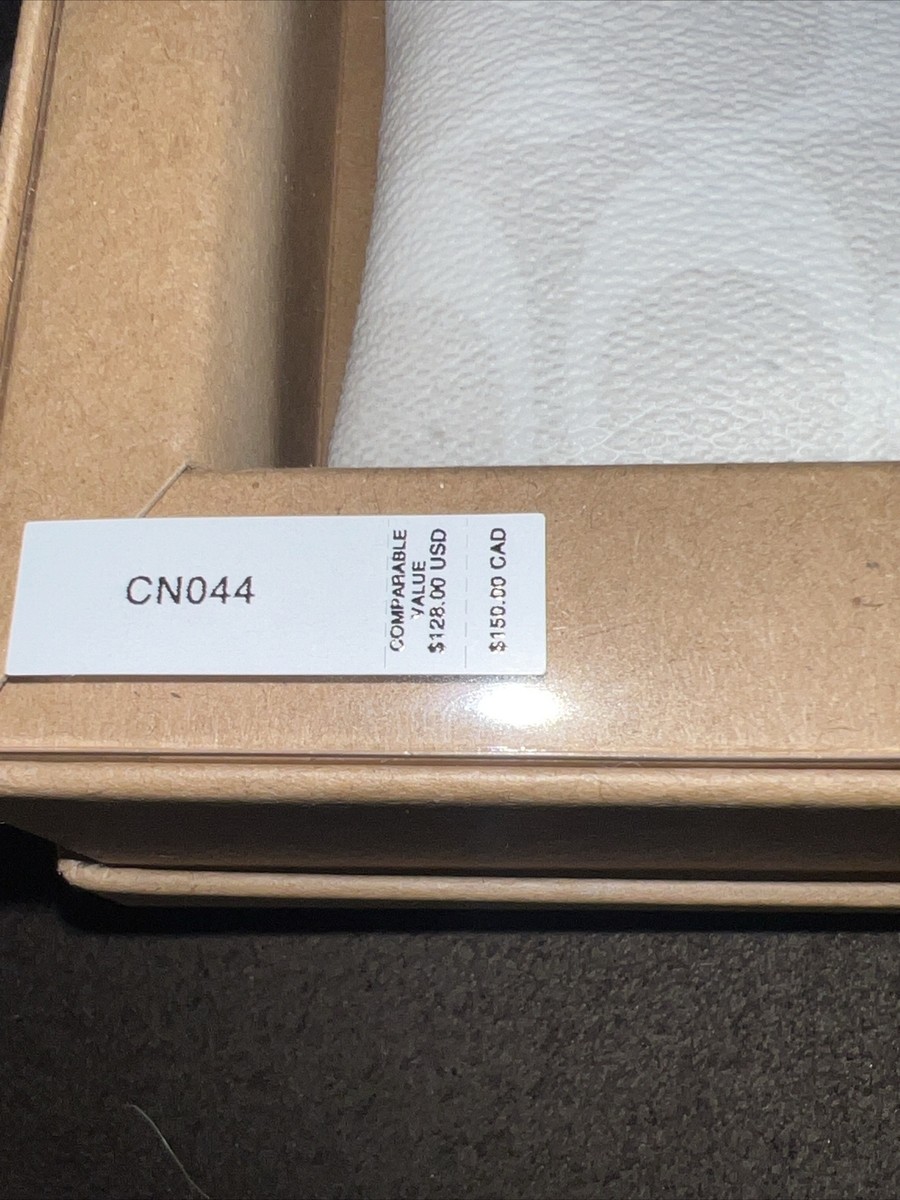 CN044
COMPARABLE
VALUE
$128.00 USD
$150.00 CAD